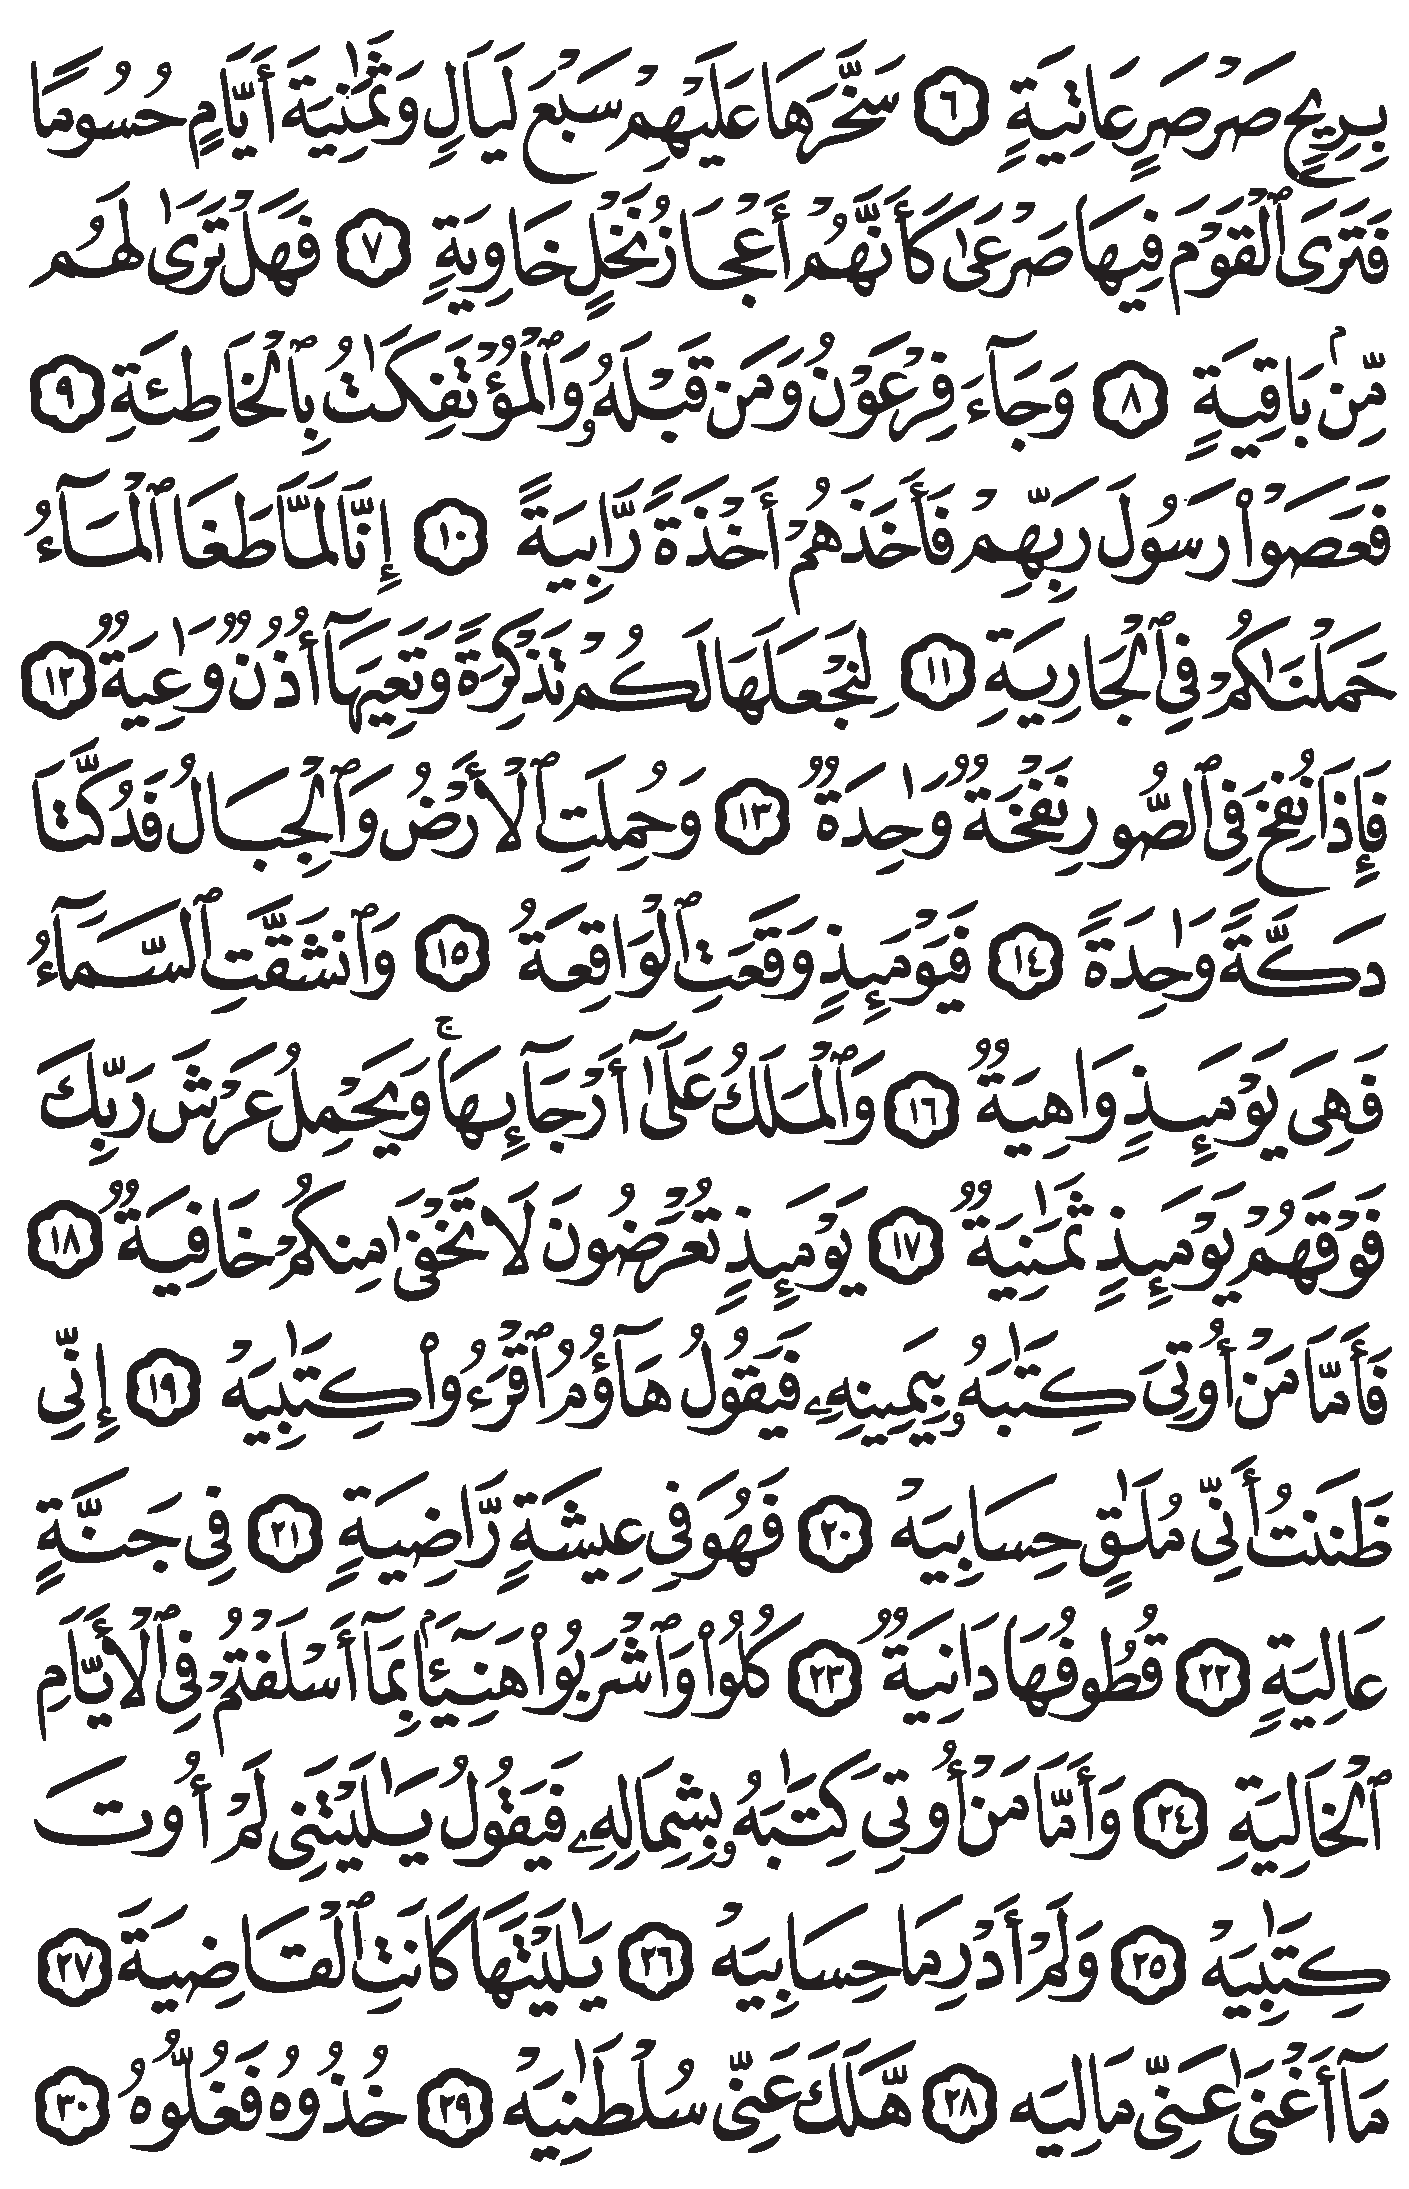 بِرِيحٍ صَرْصَرٍ عَاتِيَةٍ ٦ سَخَّرَهَا عَلَيْهِمْ سَبْعَ لَيَالٍ وَثَمَٰنِيَةَ أَيَّامٍ حُسُومًا
فَتَرَى ٱلْقَوْمَ فِيهَا صَرْعَىٰ كَأَنَّهُمْ أَعْجَازُ نَخْلٍ خَاوِيَةٍ ٧ فَهَلْ تَرَىٰ لَهُم
مِّنۢ بَاقِيَةٍ ٨ وَجَآءَ فِرْعَوْنُ وَمَن قَبْلَهُۥ وَٱلْمُؤْتَفِكَٰتُ بِٱلْخَاطِئَةِ ٩
فَعَصَوْا۟ رَسُولَ رَبِّهِمْ فَأَخَذَهُمْ أَخْذَةً رَّابِيَةً ١٠ إِنَّا لَمَّا طَغَا ٱلْمَآءُ
حَمَلْنَٰكُمْ فِى ٱلْجَارِيَةِ ١١ لِنَجْعَلَهَا لَكُمْ تَذْكِرَةً وَتَعِيَهَآ أُذُنٌ وَٰعِيَةٌ ١٢
فَإِذَا نُفِخَ فِى ٱلصُّورِ نَفْخَةٌ وَٰحِدَةٌ ١٣ وَحُمِلَتِ ٱلْأَرْضُ وَٱلْجِبَالُ فَدُكَّتَا
دَكَّةً وَٰحِدَةً ١٤ فَيَوْمَئِذٍ وَقَعَتِ ٱلْوَاقِعَةُ ١٥ وَٱنشَقَّتِ ٱلسَّمَآءُ
فَهِىَ يَوْمَئِذٍ وَاهِيَةٌ ١٦ وَٱلْمَلَكُ عَلَىٰٓ أَرْجَآئِهَا ۚ وَيَحْمِلُ عَرْشَ رَبِّكَ
فَوْقَهُمْ يَوْمَئِذٍ ثَمَٰنِيَةٌ ١٧ يَوْمَئِذٍ تُعْرَضُونَ لَا تَخْفَىٰ مِنكُمْ خَافِيَةٌ ١٨
فَأَمَّا مَنْ أُوتِىَ كِتَٰبَهُۥ بِيَمِينِهِۦ فَيَقُولُ هَآؤُمُ ٱقْرَءُوا۟ كِتَٰبِيَهْ ١٩ إِنِّى
ظَنَنتُ أَنِّى مُلَٰقٍ حِسَابِيَهْ ٢٠ فَهُوَ فِى عِيشَةٍ رَّاضِيَةٍ ٢١ فِى جَنَّةٍ
عَالِيَةٍ ٢٢ قُطُوفُهَا دَانِيَةٌ ٢٣ كُلُوا۟ وَٱشْرَبُوا۟ هَنِيٓـًٔۢا بِمَآ أَسْلَفْتُمْ فِى ٱلْأَيَّامِ
ٱلْخَالِيَةِ ٢٤ وَأَمَّا مَنْ أُوتِىَ كِتَٰبَهُۥ بِشِمَالِهِۦ فَيَقُولُ يَٰلَيْتَنِى لَمْ أُوتَ
كِتَٰبِيَهْ ٢٥ وَلَمْ أَدْرِ مَا حِسَابِيَهْ ٢٦ يَٰلَيْتَهَا كَانَتِ ٱلْقَاضِيَةَ ٢٧
مَآ أَغْنَىٰ عَنِّى مَالِيَهْ ٢٨ هَّلَكَ عَنِّى سُلْطَٰنِيَهْ ٢٩ خُذُوهُ فَغُلُّوهُ ٣٠